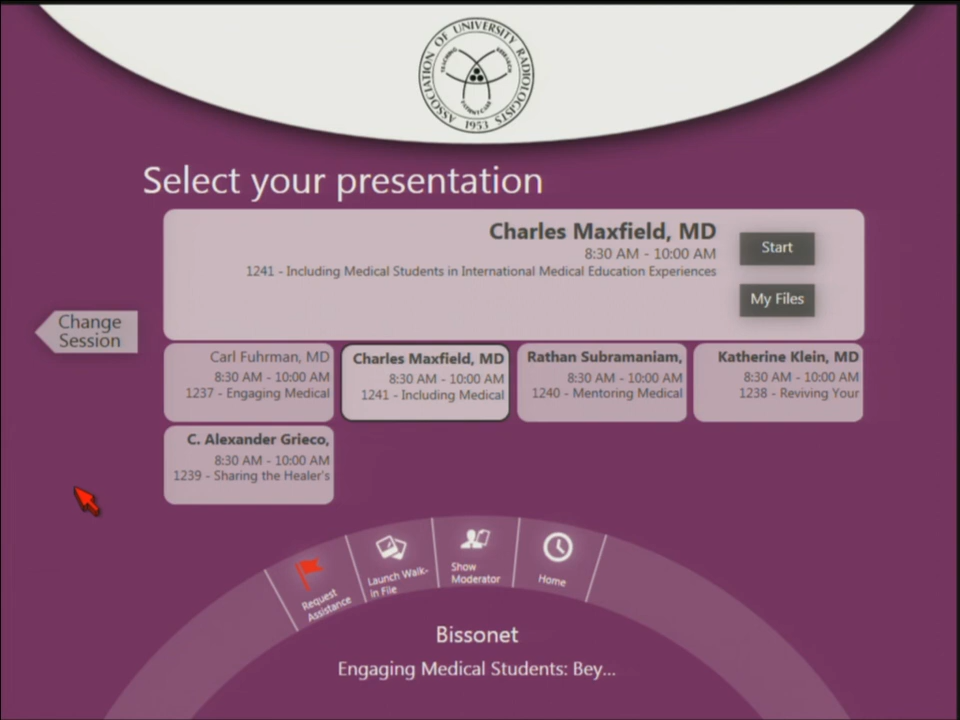 ASSOCIATION OF UNIVERSITY RADIOLOGISTS
TEACHING
RESEARCH
PATIENT CARE
1953
Select your presentation
Charles Maxfield, MD
8:30 AM - 10:00 AM
1241 - Including Medical Students in International Medical Education Experiences
Start
My Files
Change
Session
Carl Fuhrman, MD
8:30 AM - 10:00 AM
1237 - Engaging Medical
Charles Maxfield, MD
8:30 AM - 10:00 AM
1241 - Including Medical
Rathan Subramaniam,
8:30 AM - 10:00 AM
1240 - Mentoring Medical
Katherine Klein, MD
8:30 AM - 10:00 AM
1238 - Reviving Your
C. Alexander Grieco,
8:30 AM - 10:00 AM
1239 - Sharing the Healer's
Request
Assistance
Launch Walk-
in File
Show
Moderator
Home
Bissonet
Engaging Medical Students: Bey...